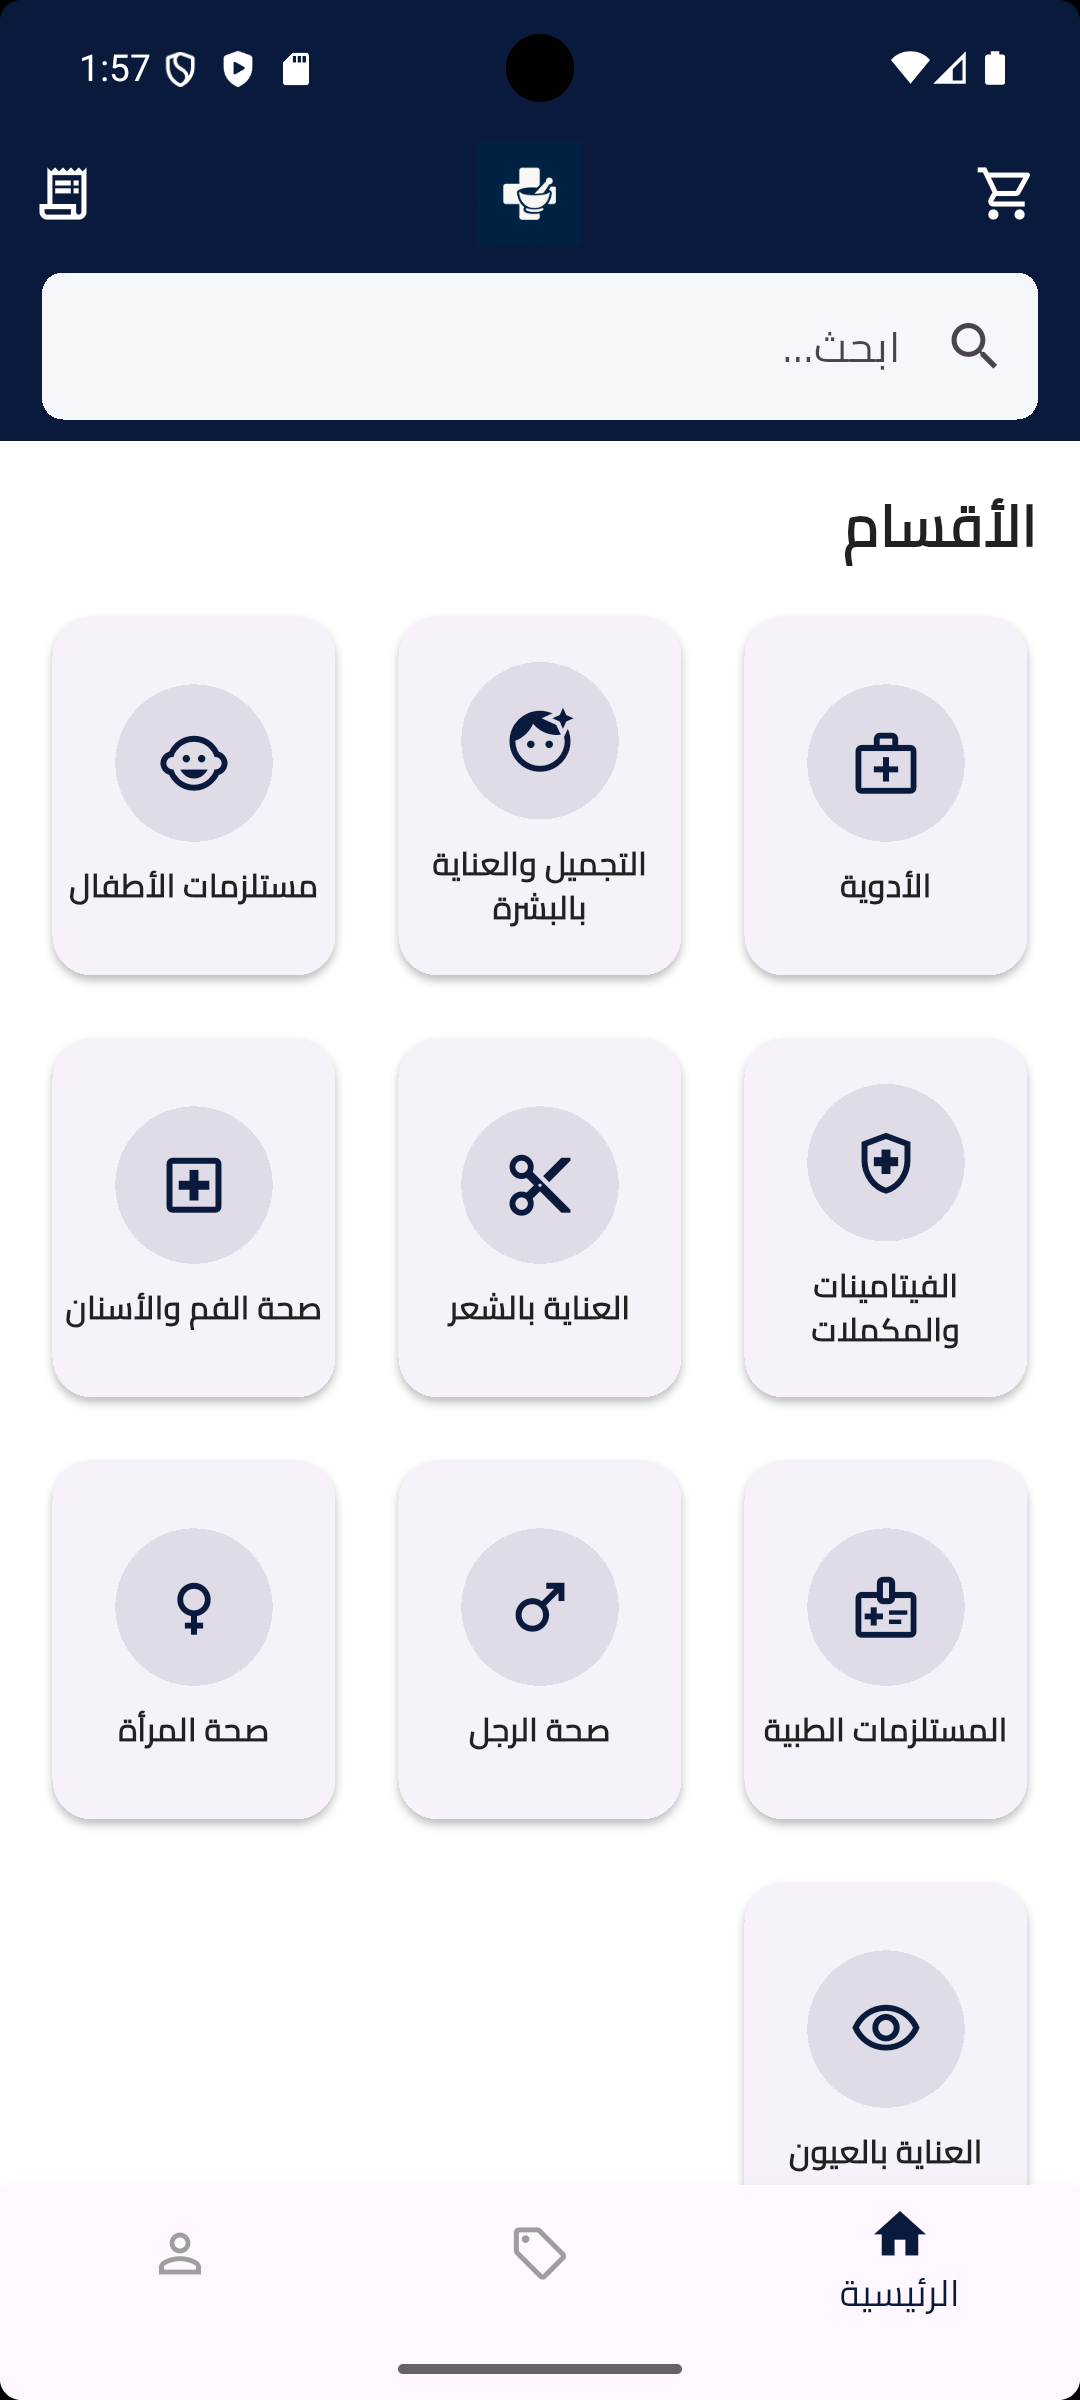 1:57
ابحث...
الأقسام
الأدوية
التجميل والعناية
بالبشرة
مستلزمات الأطفال
الفيتامينات
والمكملات
العناية بالشعر
صحة الفم والأسنان
المستلزمات الطبية
صحة الرجل
صحة المرأة
العناية بالعيون
الرئيسية